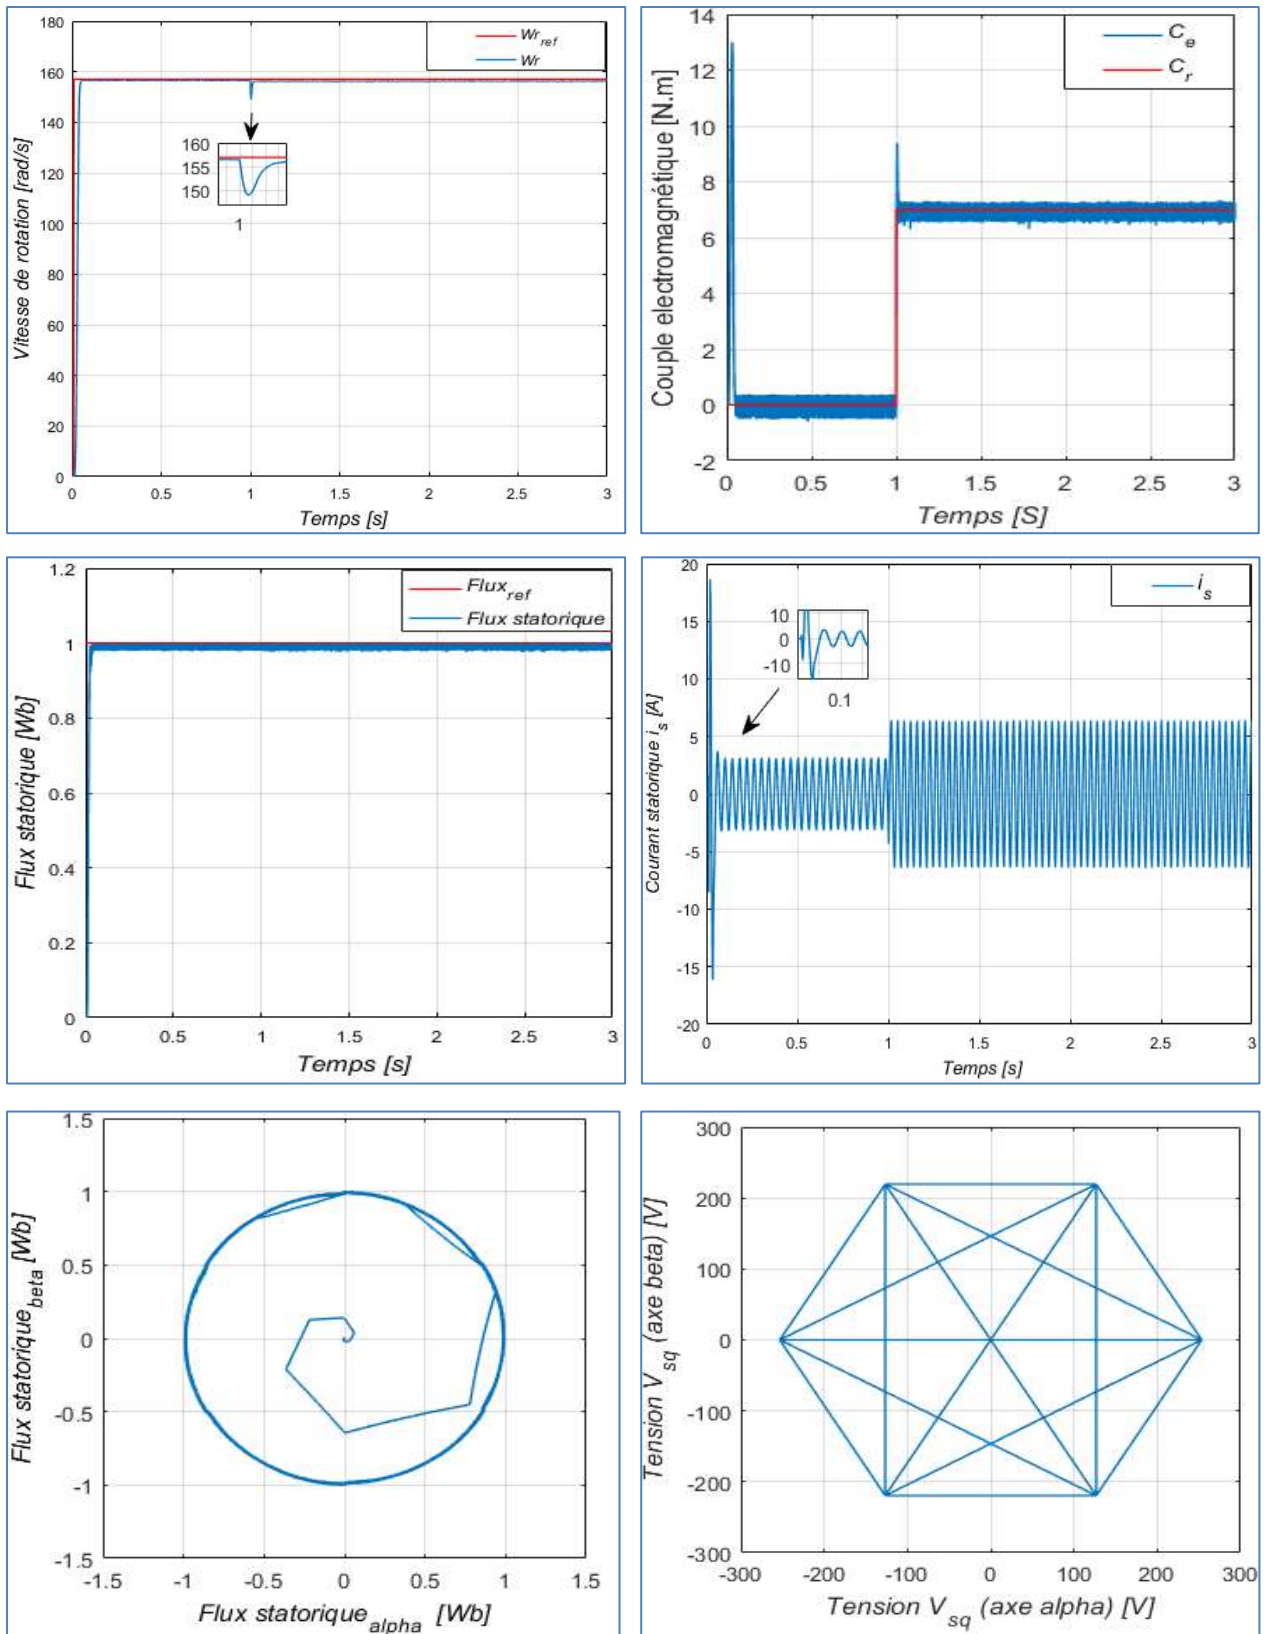 180
160
140
120
100
80
60
40
20
0
Vitesse de rotation [rad/s]
Wr_ref
Wr
160
155
150
1
0 0.5 1 1.5 2 2.5 3
Temps [s]
14
12
10
8
6
4
2
0
-2
Couple electromagnétique [N.m]
C_e
C_r
0 0.5 1 1.5 2 2.5 3
Temps [S]
1.2
1
0.8
0.6
0.4
0.2
0
Flux statorique [Wb]
Flux_ref
Flux statorique
0 0.5 1 1.5 2 2.5 3
Temps [s]
20
15
10
5
0
-5
-10
-15
-20
Courant statorique i_s [A]
i_s
10
0
-10
0.1
0 0.5 1 1.5 2 2.5 3
Temps [s]
1.5
1
0.5
0
-0.5
-1
-1.5
Flux statorique_beta [Wb]
-1.5 -1 -0.5 0 0.5 1 1.5
Flux statorique_alpha [Wb]
300
200
100
0
-100
-200
-300
Tension V_sq (axe beta) [V]
-300 -200 -100 0 100 200 300
Tension V_sq (axe alpha) [V]